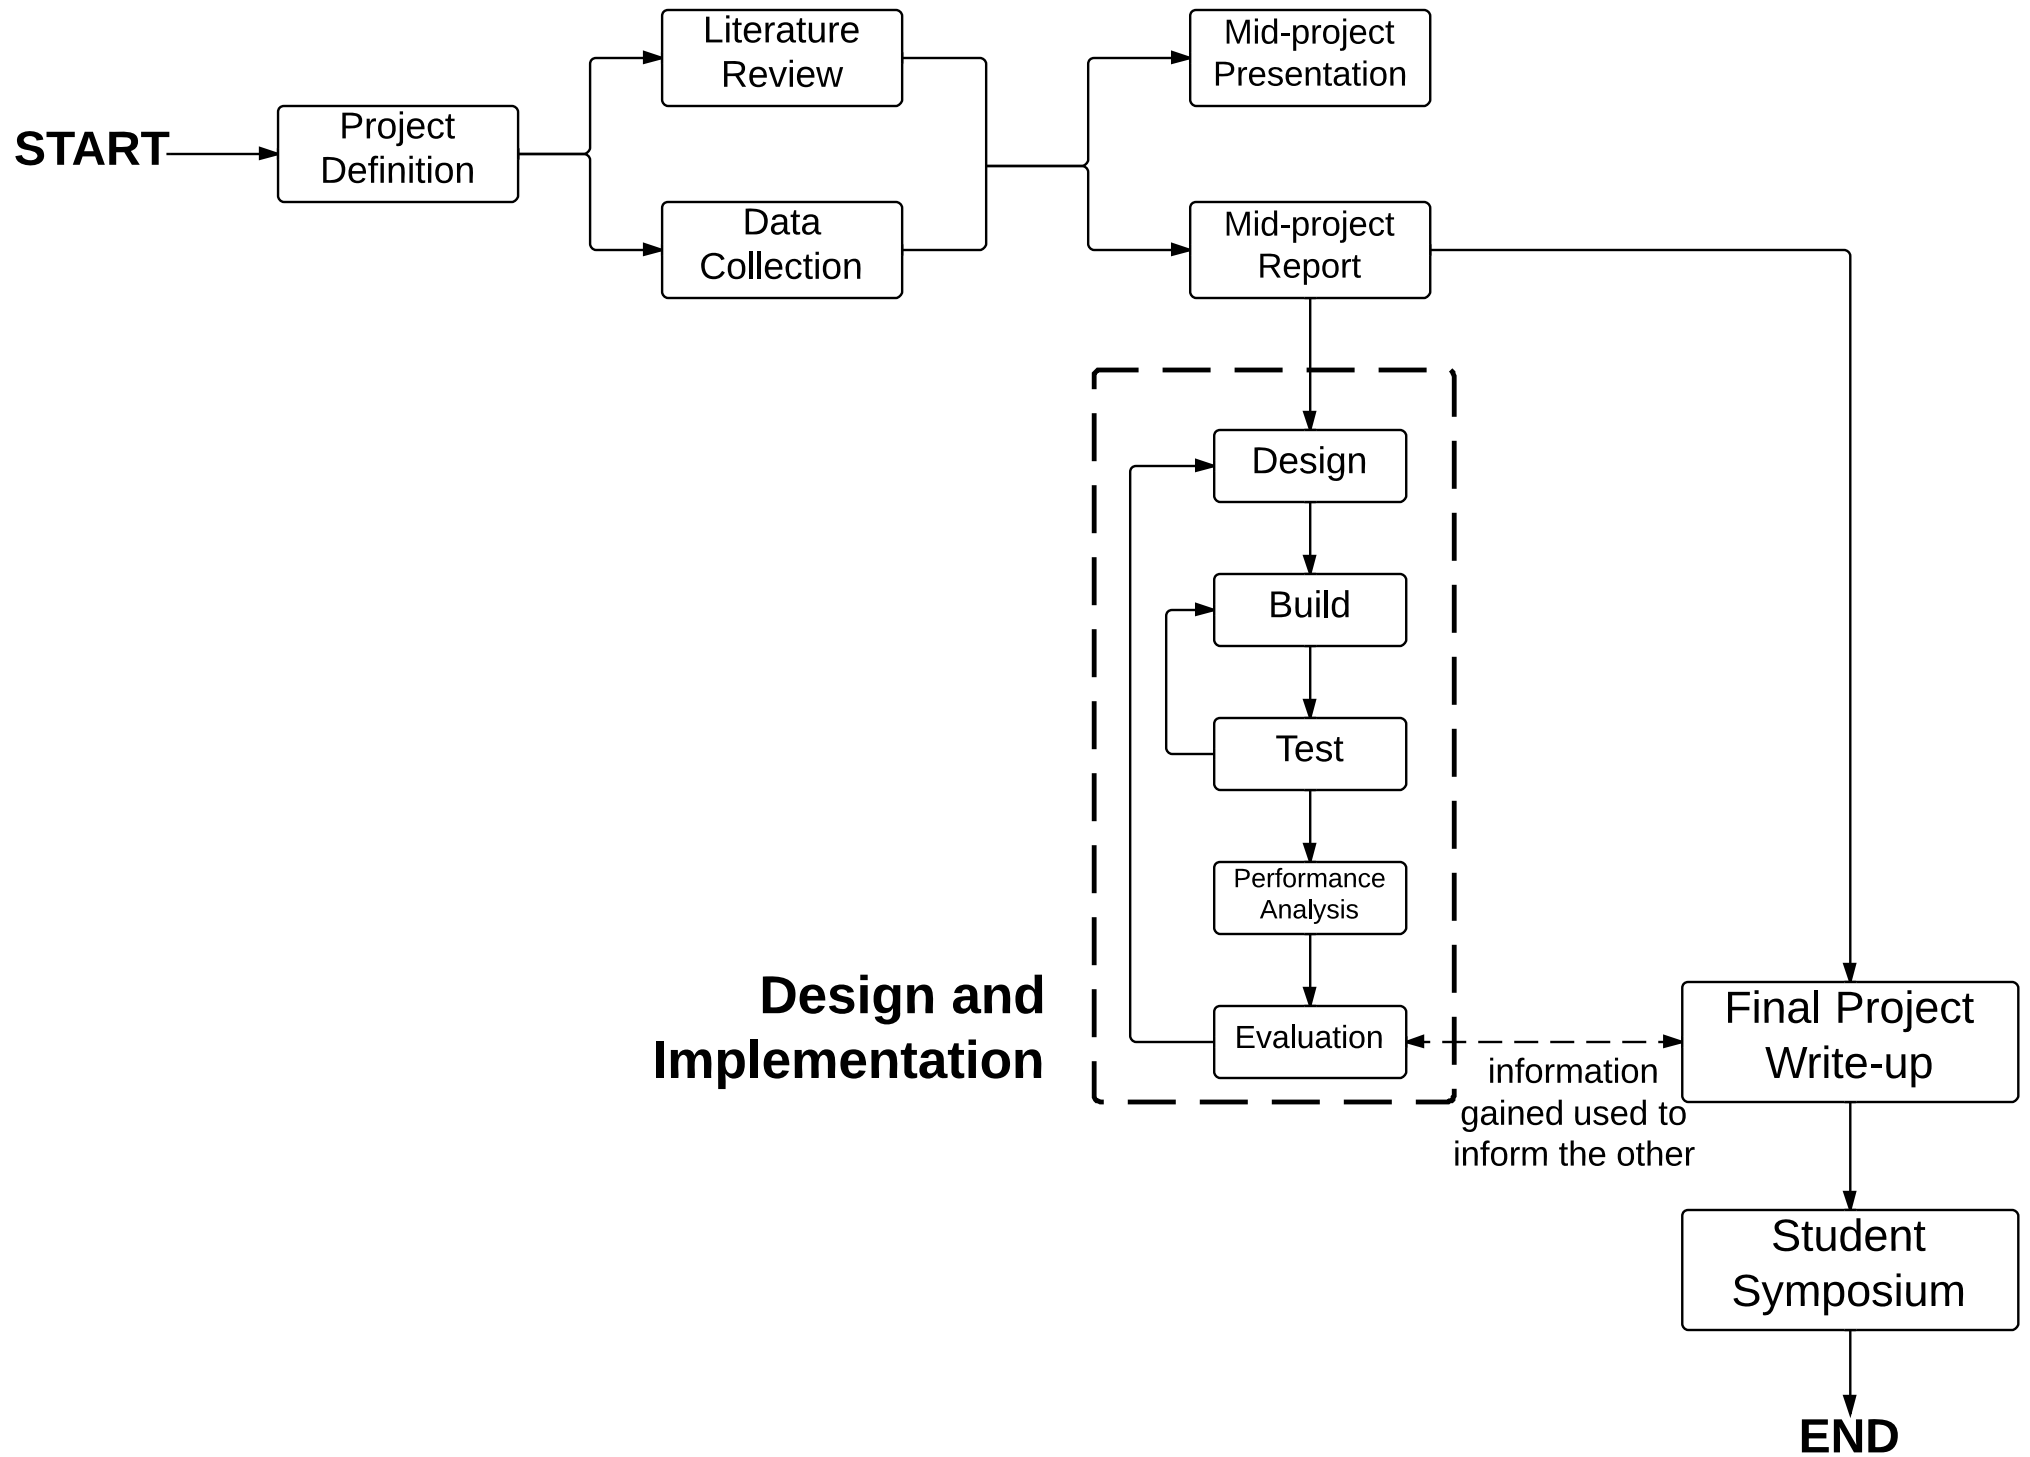 Literature
Review
Mid-project
Presentation
START
Project
Definition
Data
Collection
Mid-project
Report
Design
Build
Test
Performance
Analysis
Design and
Implementation
Evaluation
information
gained used to
inform the other
Final Project
Write-up
Student
Symposium
END